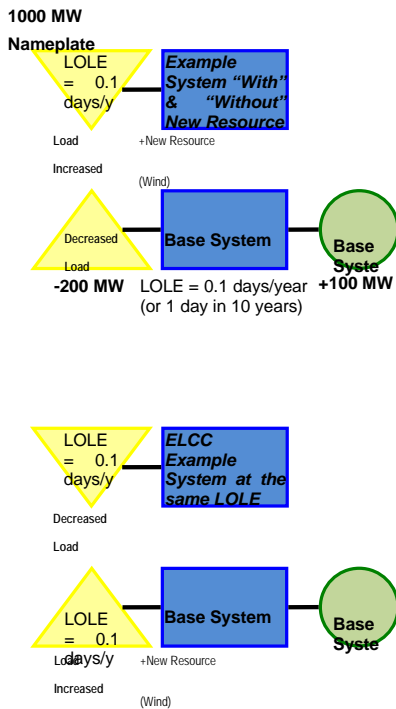 1000 MW
Nameplate
LOLE
= 0.1
days/y
Example
System “With”
& “Without”
New Resource
Load
+New Resource
Increased
(Wind)
Decreased
Load
Base System
Base
Syste
-200 MW
LOLE = 0.1 days/year
(or 1 day in 10 years)
+100 MW
LOLE
= 0.1
days/y
ELCC
Example
System at the
same LOLE
Decreased
Load
LOLE
= 0.1
days/y
Base System
Base
Syste
Load
+New Resource
Increased
(Wind)